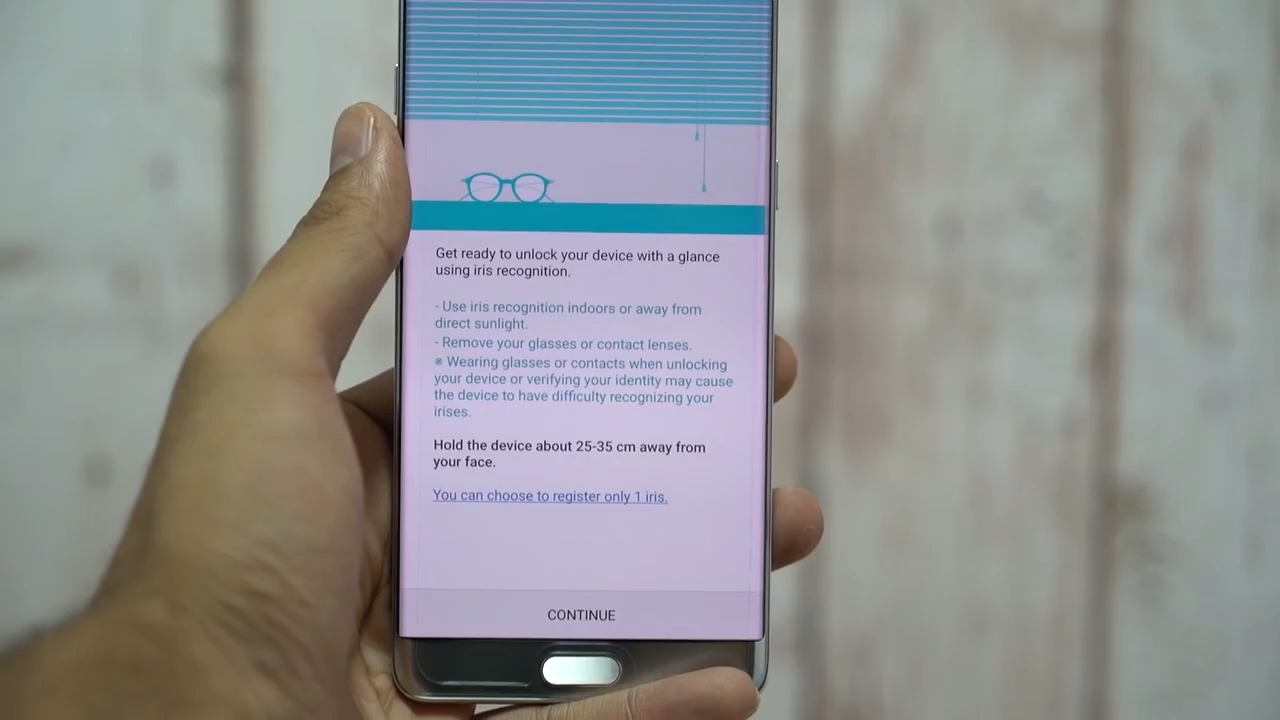 Get ready to unlock your device with a glance
using iris recognition.
- Use iris recognition indoors or away from
direct sunlight.
- Remove your glasses or contact lenses.
※ Wearing glasses or contacts when unlocking
your device or verifying your identity may cause
the device to have difficulty recognizing your
irises.
Hold the device about 25-35 cm away from
your face.
You can choose to register only 1 iris.
CONTINUE